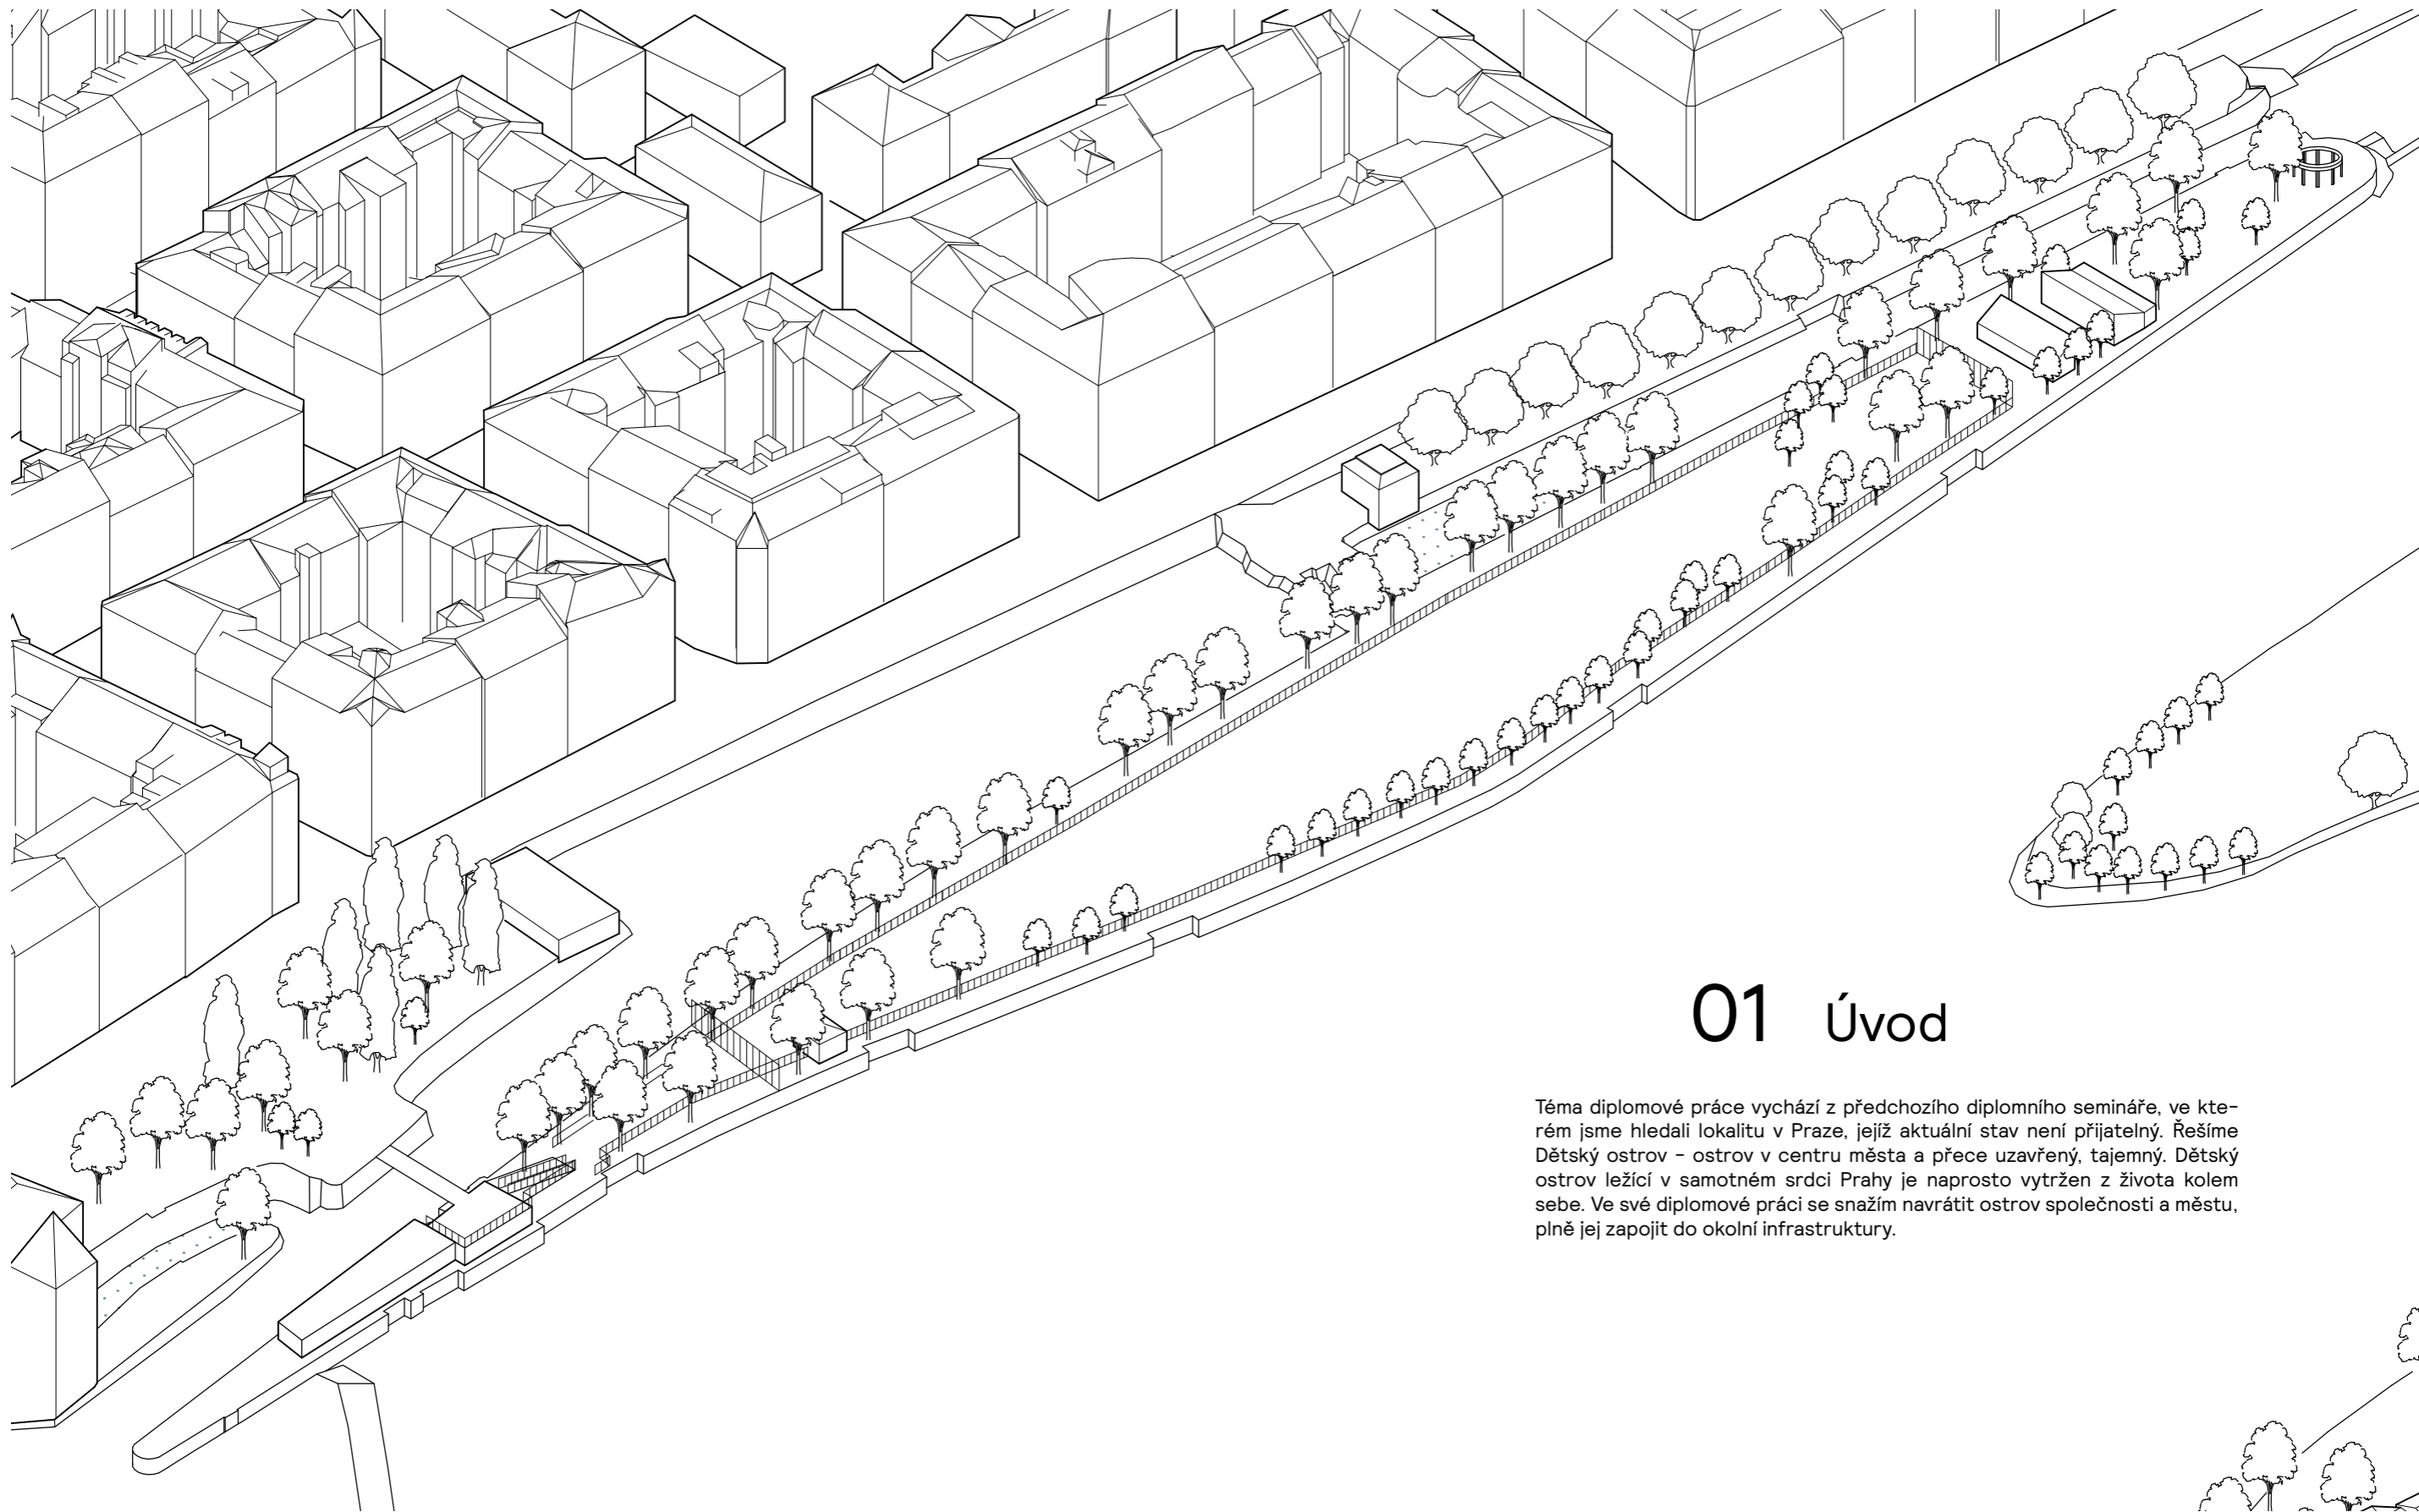 01 Úvod
Téma diplomové práce vychází z předchozího diplomního semináře, ve kte-
rém jsme hledali lokalitu v Praze, jejíž aktuální stav není přijatelný. Řešíme
Dětský ostrov - ostrov v centru města a přece uzavřený, tajemný. Dětský
ostrov ležící v samotném srdci Prahy je naprosto vytržen z života kolem
sebe. Ve své diplomové práci se snažím navrátit ostrov společnosti a městu,
plně jej zapojit do okolní infrastruktury.